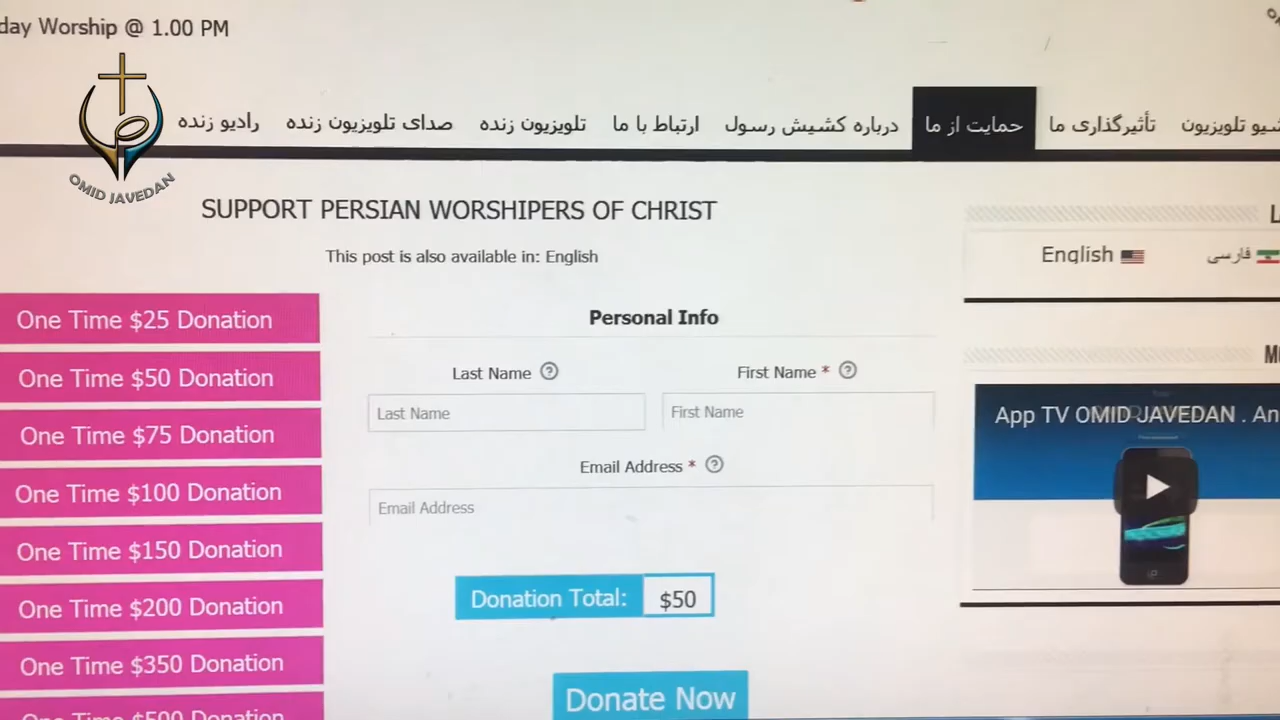 day Worship @ 1.00 PM
OMID JAVEDAN
تأثیرگذاری ما حمایت از ما درباره کشیش رسول ارتباط با ما تلویزیون زنده صدای تلویزیون زنده رادیو زنده
SUPPORT PERSIAN WORSHIPERS OF CHRIST
This post is also available in: English
English فارسی
One Time $25 Donation
One Time $50 Donation
One Time $75 Donation
One Time $100 Donation
One Time $150 Donation
One Time $200 Donation
One Time $350 Donation
One Time $500 Donation
Personal Info
Last Name First Name *
Last Name First Name
Email Address *
Email Address
Donation Total: $50
Donate Now
App TV OMID JAVEDAN . An